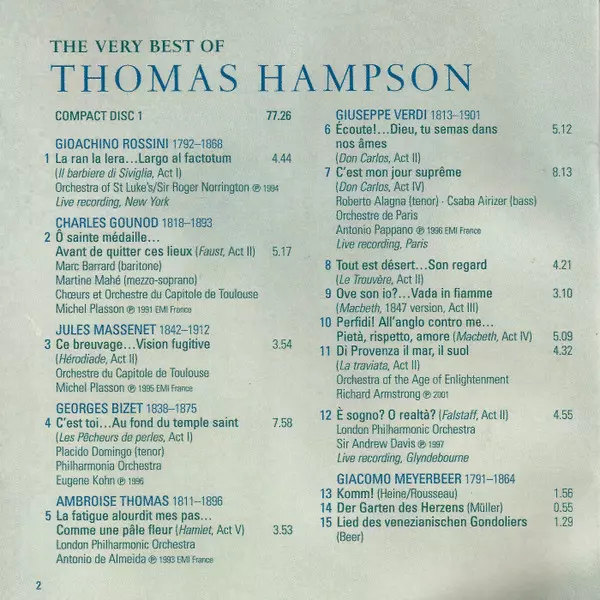 THE VERY BEST OF
THOMAS HAMPSON
COMPACT DISC 1 77.26
GIOACHINO ROSSINI 1792–1868
1 La ran la lera...Largo al factotum 4.44
(Il barbiere di Siviglia, Act I)
Orchestra of St Luke's/Sir Roger Norrington ℗ 1994
Live recording, New York
CHARLES GOUNOD 1818–1893
2 Ô sainte médaille...
Avant de quitter ces lieux (Faust, Act II) 5.17
Marc Barrard (baritone)
Martine Mahé (mezzo-soprano)
Chœurs et Orchestre du Capitole de Toulouse
Michel Plasson ℗ 1991 EMI France
JULES MASSENET 1842–1912
3 Ce breuvage...Vision fugitive 3.54
(Hérodiade, Act II)
Orchestre du Capitole de Toulouse
Michel Plasson ℗ 1995 EMI France
GEORGES BIZET 1838–1875
4 C'est toi...Au fond du temple saint 7.58
(Les Pêcheurs de perles, Act I)
Placido Domingo (tenor)
Philharmonia Orchestra
Eugene Kohn ℗ 1996
AMBROISE THOMAS 1811–1896
5 La fatigue alourdit mes pas...
Comme une pâle fleur (Hamlet, Act V) 3.53
London Philharmonic Orchestra
Antonio de Almeida ℗ 1993 EMI France
GIUSEPPE VERDI 1813–1901
6 Écoute!...Dieu, tu semas dans 5.12
nos âmes
(Don Carlos, Act II)
7 C'est mon jour suprême 8.13
(Don Carlos, Act IV)
Roberto Alagna (tenor) · Csaba Airizer (bass)
Orchestre de Paris
Antonio Pappano ℗ 1996 EMI France
Live recording, Paris
8 Tout est désert...Son regard 4.21
(Le Trouvère, Act II)
9 Ove son io?...Vada in fiamme 3.10
(Macbeth, 1847 version, Act III)
10 Perfidi! All'anglo contro me...
Pietà, rispetto, amore (Macbeth, Act IV) 5.09
11 Di Provenza il mar, il suol 4.32
(La traviata, Act II)
Orchestra of the Age of Enlightenment
Richard Armstrong ℗ 2001
12 È sogno? O realtà? (Falstaff, Act II) 4.55
London Philharmonic Orchestra
Sir Andrew Davis ℗ 1997
Live recording, Glyndebourne
GIACOMO MEYERBEER 1791–1864
13 Komm! (Heine/Rousseau) 1.56
14 Der Garten des Herzens (Müller) 0.55
15 Lied des venezianischen Gondoliers 1.29
(Beer)
2